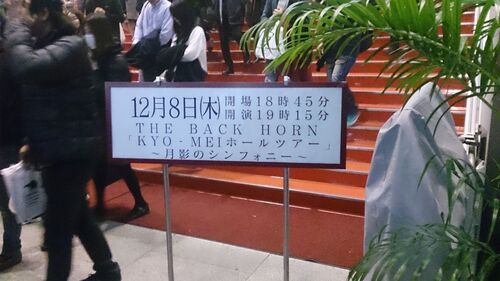 12月8日(木) 開場18時45分
開演19時15分
THE BACK HORN
「KYO-MEIホールツアー」
～月影のシンフォニー～